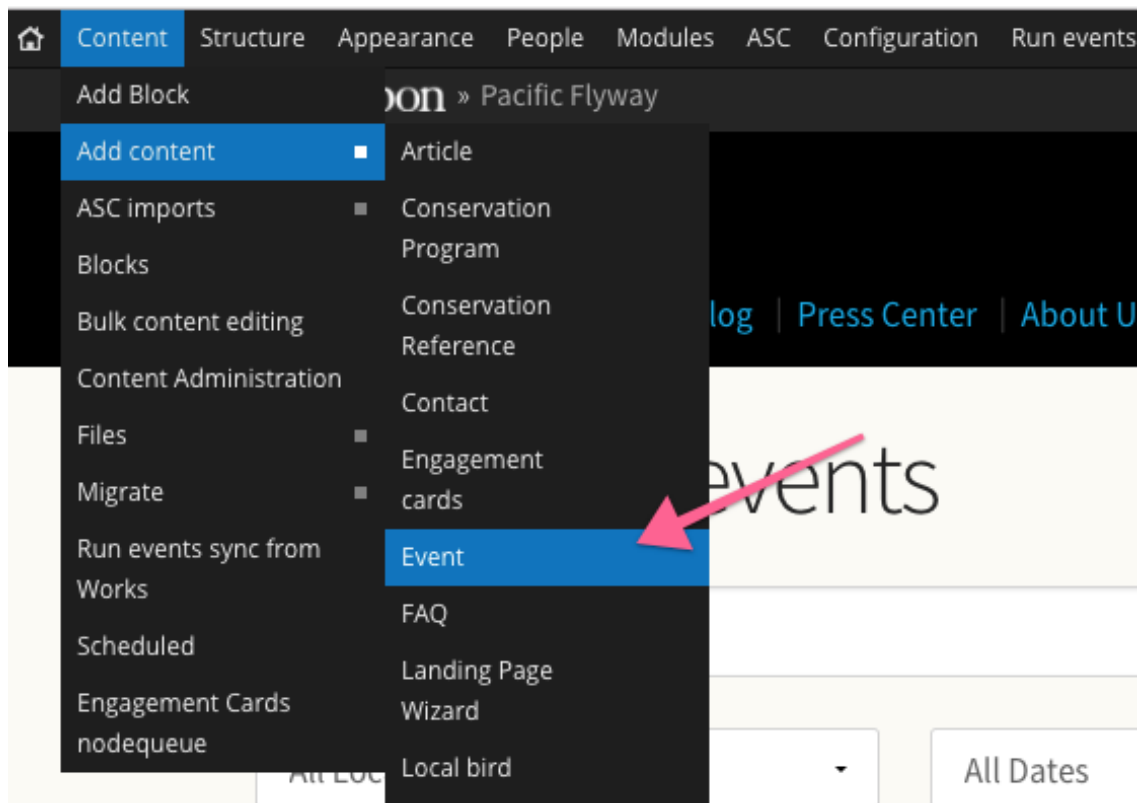 Content Structure Appearance People Modules ASC Configuration Run events
Add Block
» Pacific Flyway
Add content
ASC imports
Blocks
Bulk content editing
Content Administration
Files
Migrate
Run events sync from
Works
Scheduled
Engagement Cards
nodequeue
Article
Conservation
Program
Conservation
Reference
Contact
Engagement
cards
Event
FAQ
Landing Page
Wizard
Local bird
Press Center
About U
events
All Dates